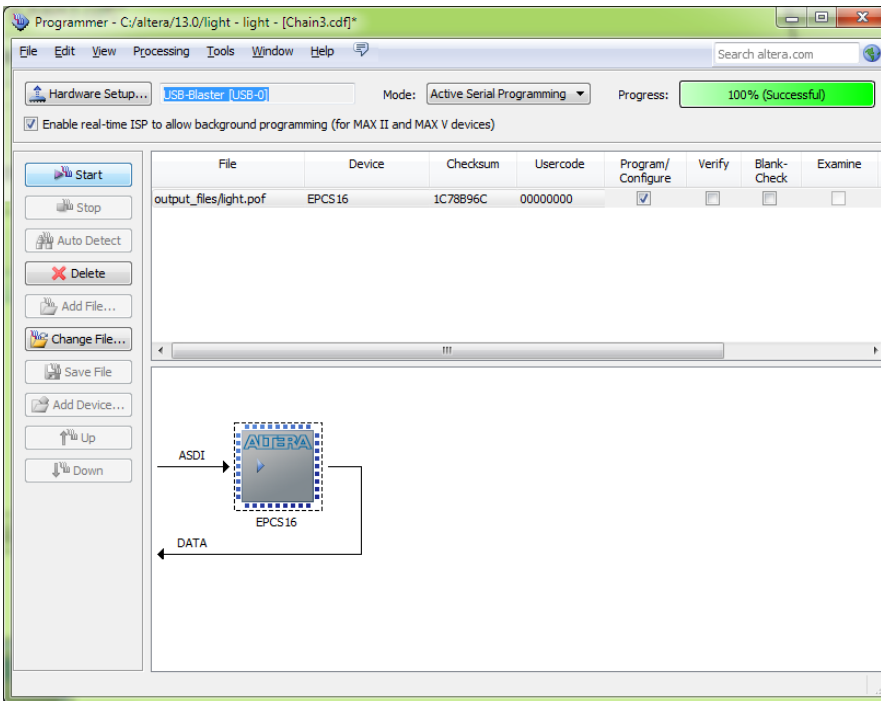 Programmer - C:/altera/13.0/light - light - [Chain3.cdf]*
File Edit View Processing Tools Window Help
Search altera.com
Hardware Setup... USB-Blaster [USB-0] Mode: Active Serial Programming Progress: 100% (Successful)
Enable real-time ISP to allow background programming (for MAX II and MAX V devices)
Start
Stop
Auto Detect
Delete
Add File...
Change File...
Save File
Add Device...
Up
Down
File Device Checksum Usercode Program/ Verify Blank- Examine
Configure Check
output_files/light.pof EPCS16 1C78B96C 00000000
ALTERA
ASDI
EPCS16
DATA